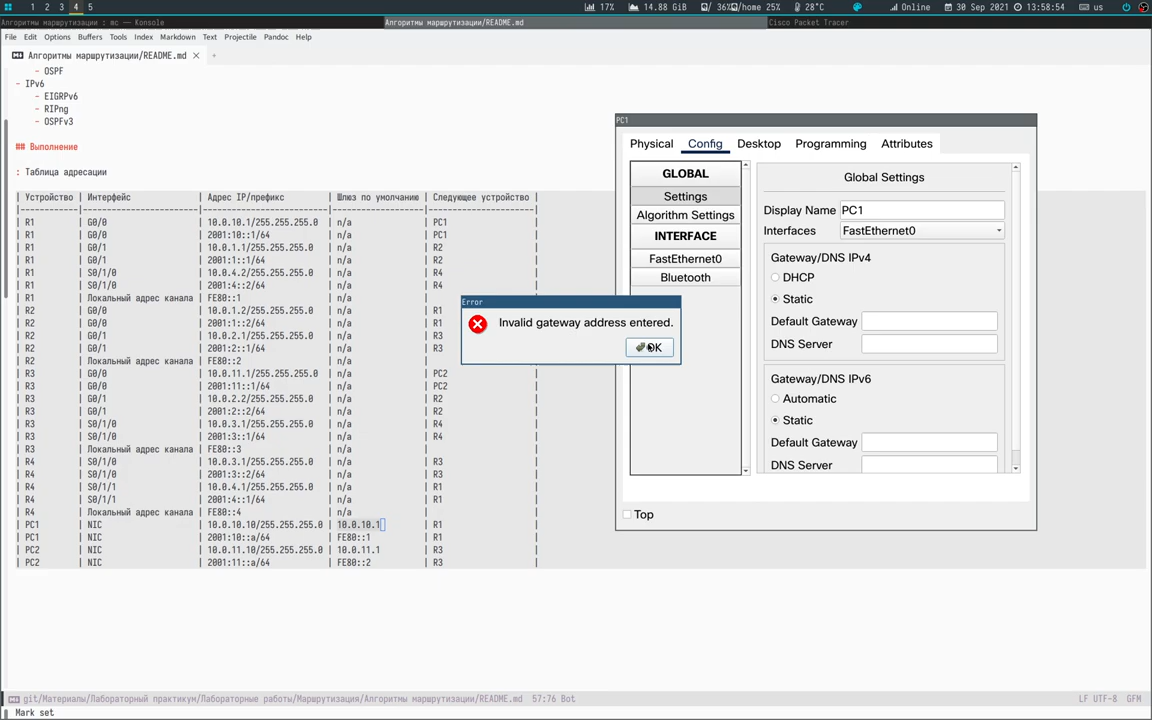 1 2 3 4 5 17% 14.88 GiB / 36% /home 25% 28°C Online 30 Sep 2021 13:58:54 us
Алгоритмы маршрутизации : mc — Konsole
Алгоритмы маршрутизации/README.md
Cisco Packet Tracer
File Edit Options Buffers Tools Index Markdown Text Projectile Pandoc Help
Алгоритмы маршрутизации/README.md × +
- OSPF
- IPv6
- EIGRPv6
- RIPng
- OSPFv3
## Выполнение
: Таблица адресации
| Устройство | Интерфейс | Адрес IP/префикс | Шлюз по умолчанию | Следующее устройство |
| R1 | G0/0 | 10.0.10.1/255.255.255.0 | n/a | PC1 |
| R1 | G0/0 | 2001:10::1/64 | n/a | PC1 |
| R1 | G0/1 | 10.0.1.1/255.255.255.0 | n/a | R2 |
| R1 | G0/1 | 2001:1::1/64 | n/a | R2 |
| R1 | S0/1/0 | 10.0.4.2/255.255.255.0 | n/a | R4 |
| R1 | S0/1/0 | 2001:4::2/64 | n/a | R4 |
| R1 | Локальный адрес канала | FE80::1 | n/a | |
| R2 | G0/0 | 10.0.1.2/255.255.255.0 | n/a | R1 |
| R2 | G0/0 | 2001:1::2/64 | n/a | R1 |
| R2 | G0/1 | 10.0.2.1/255.255.255.0 | n/a | R3 |
| R2 | G0/1 | 2001:2::1/64 | n/a | R3 |
| R2 | Локальный адрес канала | FE80::2 | n/a | |
| R3 | G0/0 | 10.0.11.1/255.255.255.0 | n/a | PC2 |
| R3 | G0/0 | 2001:11::1/64 | n/a | PC2 |
| R3 | G0/1 | 10.0.2.2/255.255.255.0 | n/a | R2 |
| R3 | G0/1 | 2001:2::2/64 | n/a | R2 |
| R3 | S0/1/0 | 10.0.3.1/255.255.255.0 | n/a | R4 |
| R3 | S0/1/0 | 2001:3::1/64 | n/a | R4 |
| R3 | Локальный адрес канала | FE80::3 | n/a | |
| R4 | S0/1/0 | 10.0.3.1/255.255.255.0 | n/a | R3 |
| R4 | S0/1/0 | 2001:3::2/64 | n/a | R3 |
| R4 | S0/1/1 | 10.0.4.1/255.255.255.0 | n/a | R1 |
| R4 | S0/1/1 | 2001:4::1/64 | n/a | R1 |
| R4 | Локальный адрес канала | FE80::4 | n/a | |
| PC1 | NIC | 10.0.10.10/255.255.255.0 | 10.0.10.1 | R1 |
| PC1 | NIC | 2001:10::a/64 | FE80::1 | R1 |
| PC2 | NIC | 10.0.11.10/255.255.255.0 | 10.0.11.1 | R3 |
| PC2 | NIC | 2001:11::a/64 | FE80::2 | R3 |
Error
Invalid gateway address entered.
OK
PC1
Physical Config Desktop Programming Attributes
GLOBAL
Settings
Algorithm Settings
INTERFACE
FastEthernet0
Bluetooth
Global Settings
Display Name PC1
Interfaces FastEthernet0
Gateway/DNS IPv4
DHCP
Static
Default Gateway
DNS Server
Gateway/DNS IPv6
Automatic
Static
Default Gateway
DNS Server
Top
git/Материалы/Лабораторный практикум/Лабораторные работы/Маршрутизация/Алгоритмы маршрутизации/README.md 57:76 Bot LF UTF-8 GFM
Mark set